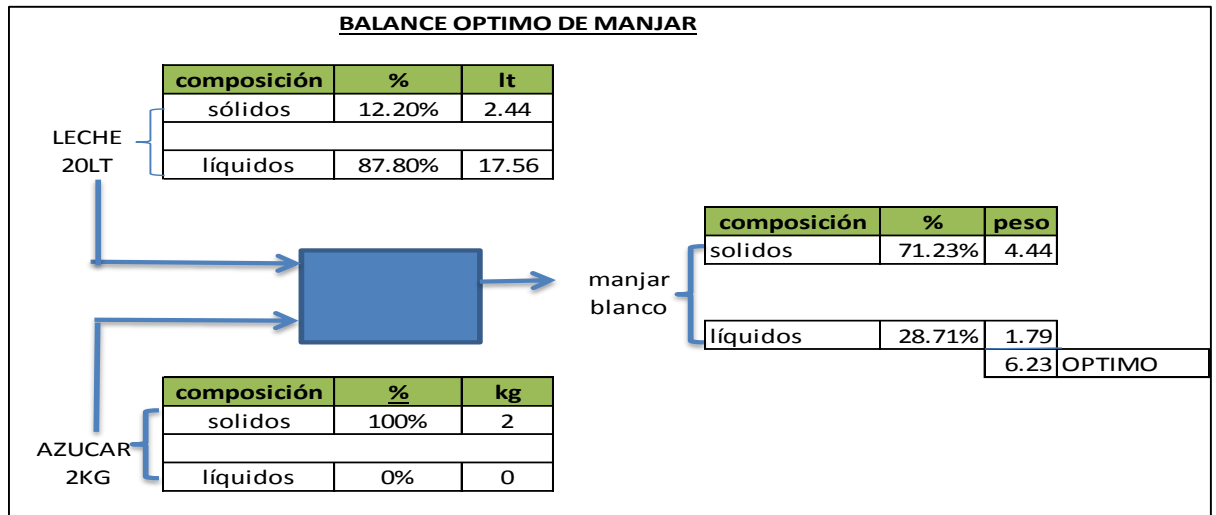 BALANCE OPTIMO DE MANJAR
composición % lt
sólidos 12.20% 2.44
líquidos 87.80% 17.56
LECHE
20LT
composición % peso
solidos 71.23% 4.44
manjar
blanco
líquidos 28.71% 1.79
6.23 OPTIMO
composición % kg
solidos 100% 2
líquidos 0% 0
AZUCAR
2KG